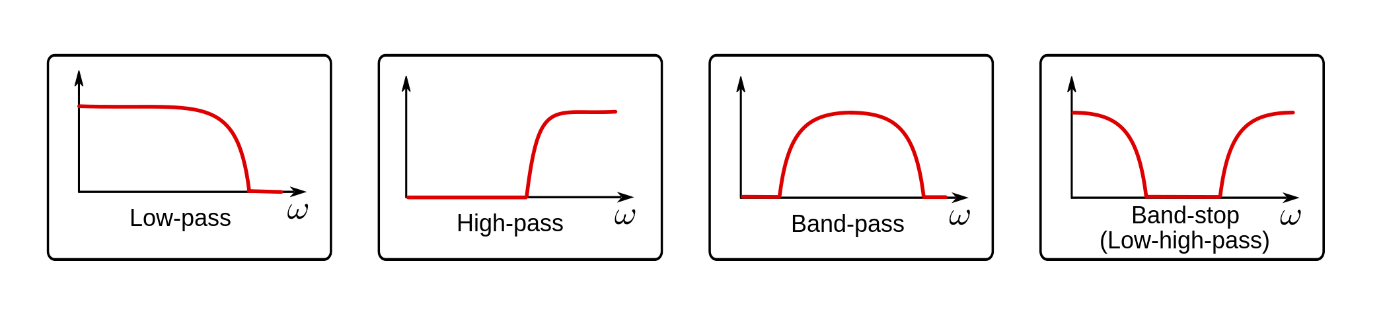 ω
Low-pass
ω
High-pass
ω
Band-pass
ω
Band-stop
(Low-high-pass)